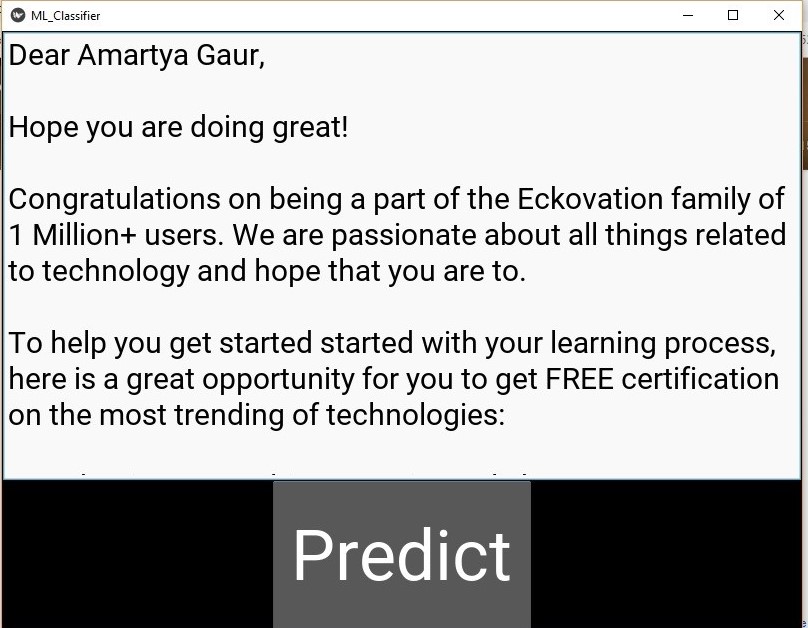 ML_Classifier
Dear Amartya Gaur,
Hope you are doing great!
Congratulations on being a part of the Eckovation family of
1 Million+ users. We are passionate about all things related
to technology and hope that you are to.
To help you get started started with your learning process,
here is a great opportunity for you to get FREE certification
on the most trending of technologies:
Predict